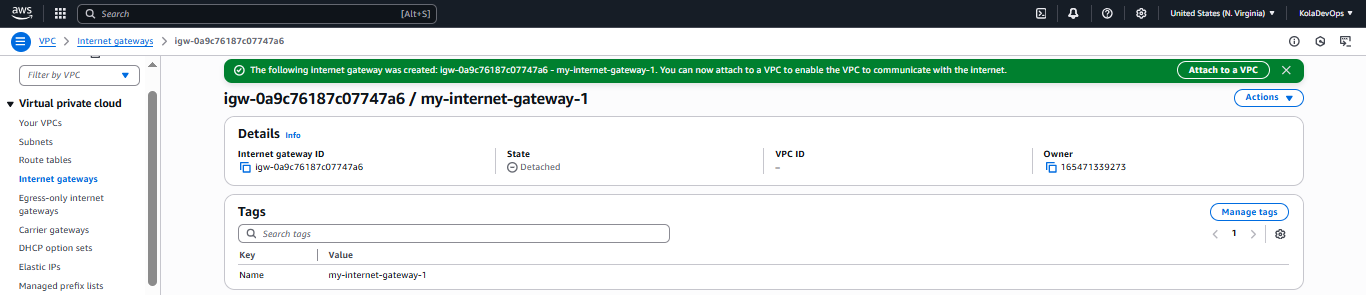 aws Search [Alt+S] United States (N. Virginia) KolaDevOps
VPC Internet gateways igw-0a9c76187c07747a6
Filter by VPC
Virtual private cloud
Your VPCs
Subnets
Route tables
Internet gateways
Egress-only internet
gateways
Carrier gateways
DHCP option sets
Elastic IPs
Managed prefix lists
The following internet gateway was created: igw-0a9c76187c07747a6 - my-internet-gateway-1. You can now attach to a VPC to enable the VPC to communicate with the internet. Attach to a VPC
igw-0a9c76187c07747a6 / my-internet-gateway-1 Actions
Details Info
Internet gateway ID State VPC ID Owner
igw-0a9c76187c07747a6 Detached – 165471339273
Tags Manage tags
Search tags 1
Key Value
Name my-internet-gateway-1